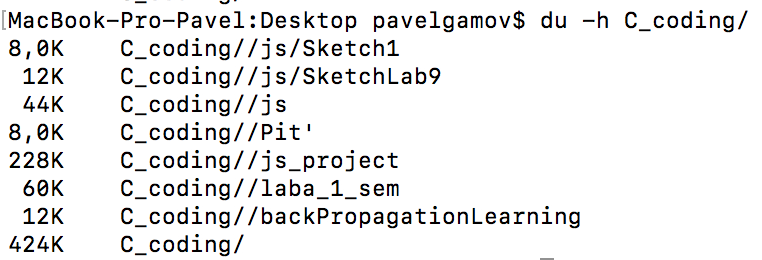 [MacBook-Pro-Pavel:Desktop pavelgamov$ du -h C_coding/
8,0K C_coding//js/Sketch1
12K C_coding//js/SketchLab9
44K C_coding//js
8,0K C_coding//Pit'
228K C_coding//js_project
60K C_coding//laba_1_sem
12K C_coding//backPropagationLearning
424K C_coding/